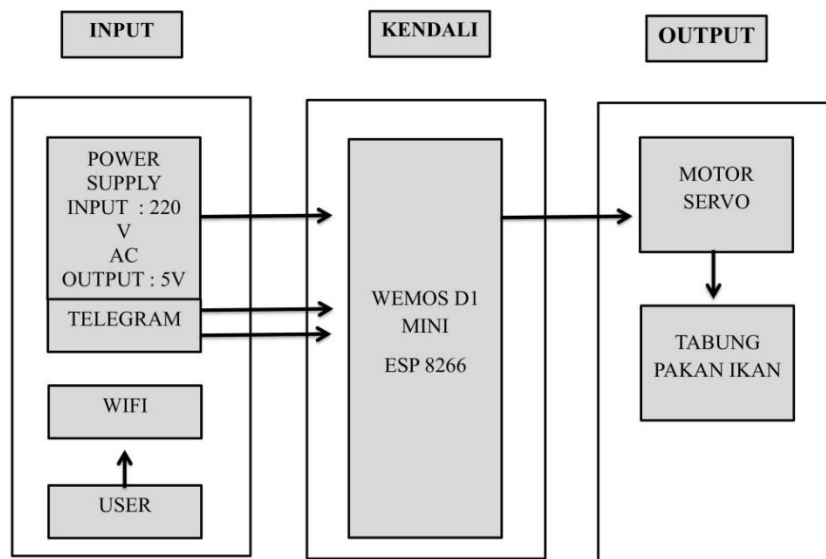 INPUT
KENDALI
OUTPUT
POWER
SUPPLY
INPUT : 220
V
AC
OUTPUT : 5V
TELEGRAM
WIFI
USER
WEMOS D1
MINI
ESP 8266
MOTOR
SERVO
TABUNG
PAKAN IKAN